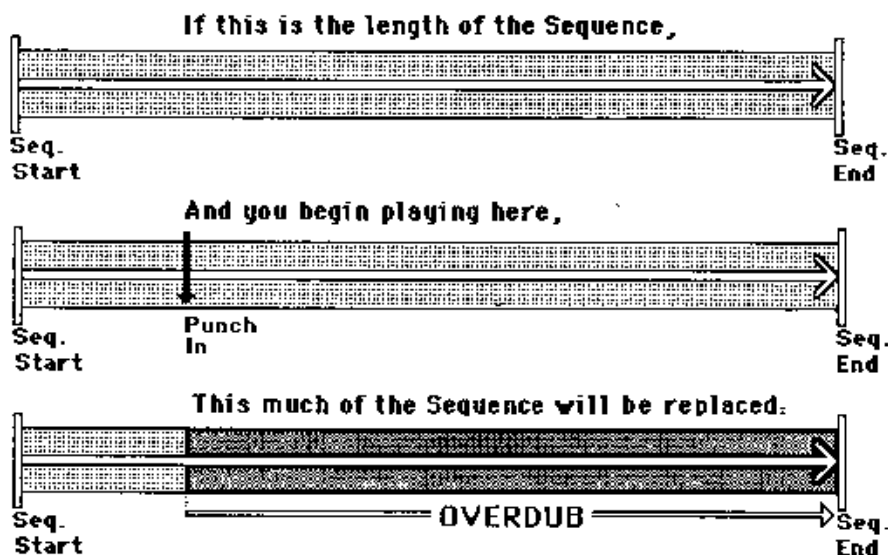 If this is the length of the Sequence,
Seq.
Start
Seq.
End
And you begin playing here,
Punch
In
Seq.
Start
Seq.
End
This much of the Sequence will be replaced.
OVERDUB
Seq.
Start
Seq.
End